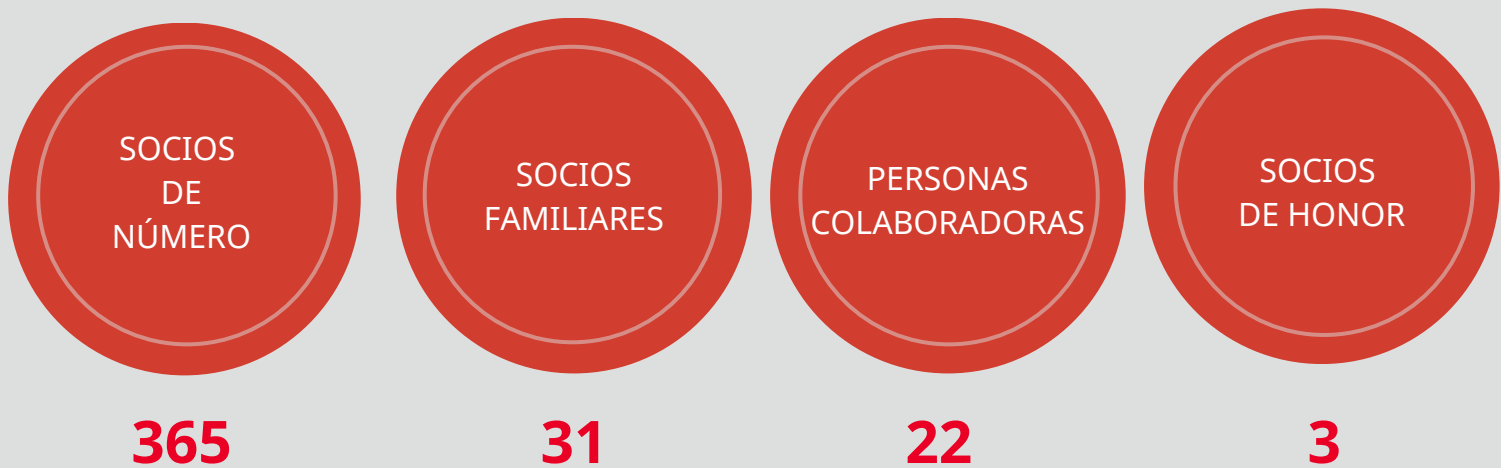 SOCIOS
DE
NÚMERO
SOCIOS
FAMILIARES
PERSONAS
COLABORADORAS
SOCIOS
DE HONOR
365
31
22
3